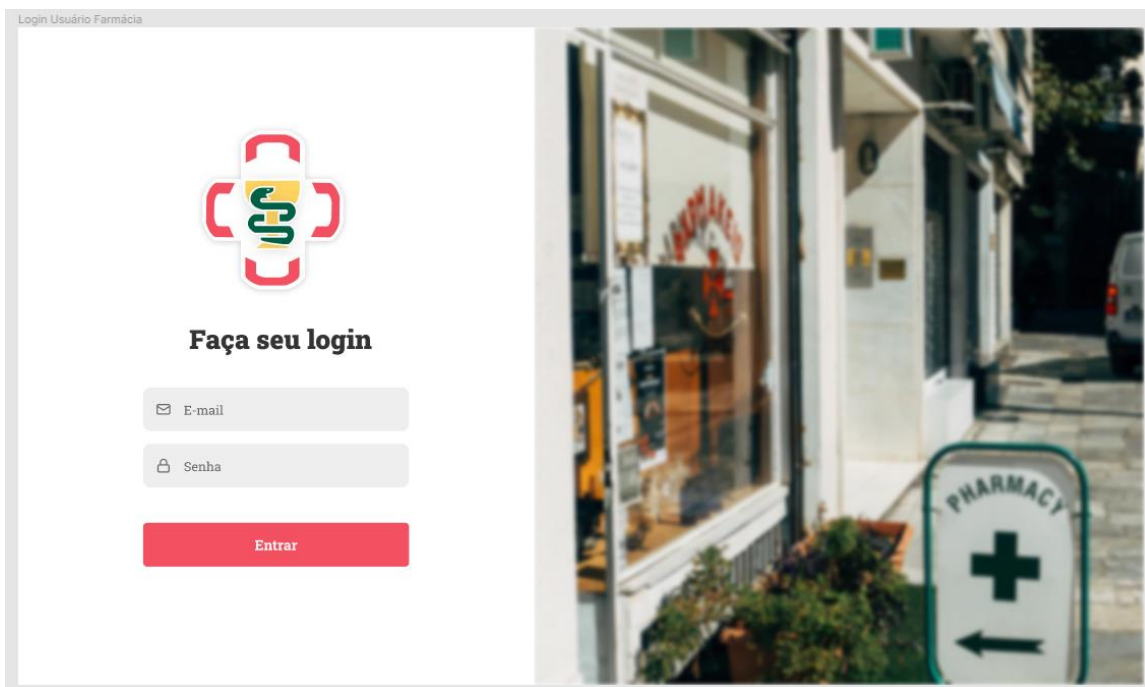 Login Usuário Farmácia
Faça seu login
E-mail
Senha
Entrar
PHARMACY